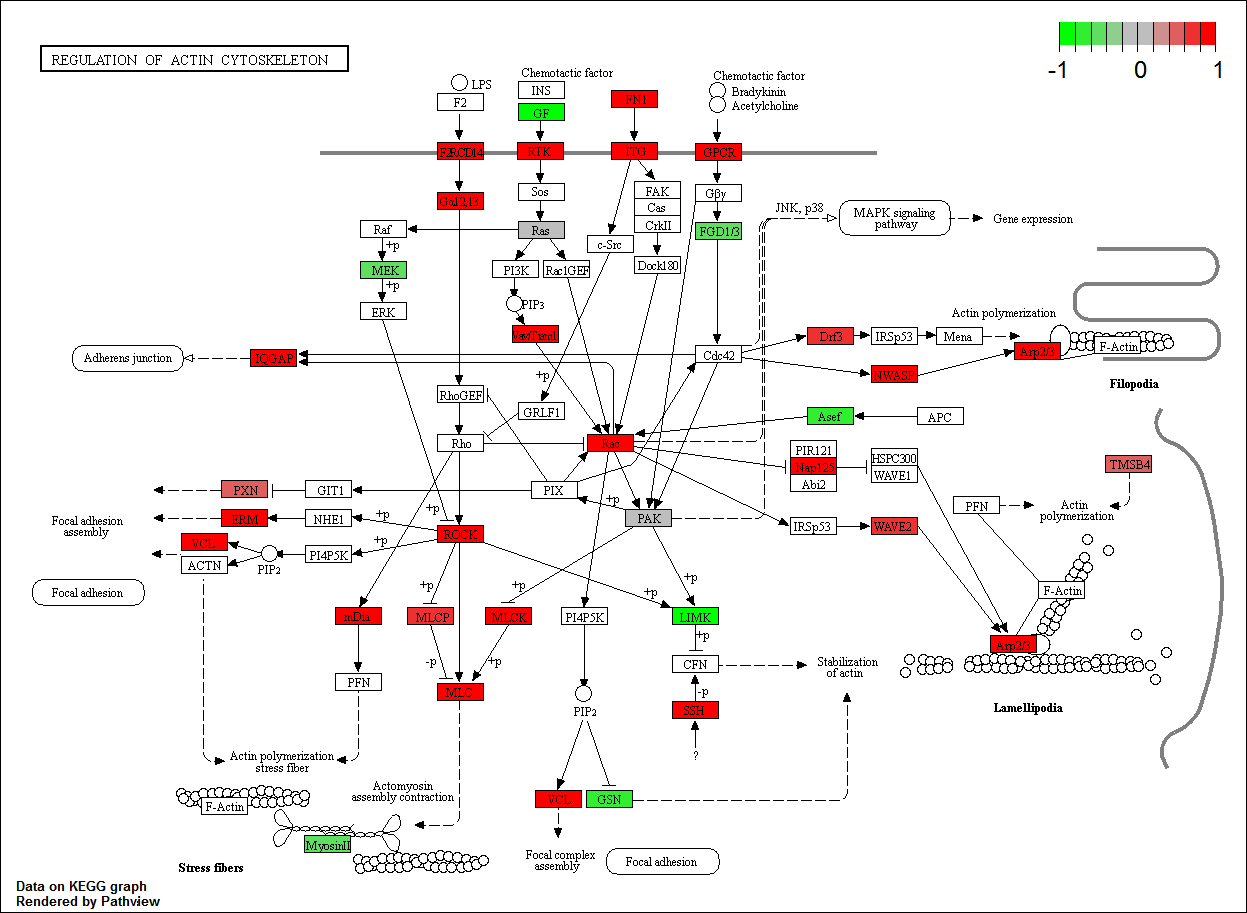 REGULATION OF ACTIN CYTOSKELETON
-1 0 1
LPS
F2
Chemotactic factor
INS
GF
FN1
Chemotactic factor
Bradykinin
Acetylcholine
F2R CD14
RTK
ITG
GPCR
Gα12,13
Sos
FAK
Cas
CrkII
Gβγ
JNK, p38
MAPK signaling
pathway
Gene expression
Raf
Ras
FGD1/3
+p
c-Src
MEK
PI3K
Rac1GEF
Dock180
+p
ERK
PIP3
Actin polymerization
Drf3
IRSp53
Mena
F-Actin
Arp2/3
Adherens junction
IQGAP
Cdc42
NWASP
Filopodia
+p
RhoGEF
GRLF1
Asef
APC
Rho
Rac
PIR121
Nap125
Abi2
HSPC300
WAVE1
TMSB4
PXN
GIT1
PIX
+p
PFN
Actin
polymerization
Focal adhesion
assembly
ERM
NHE1
+p
+p
PAK
IRSp53
WAVE2
VCL
ROCK
+p
ACTN
PIP2
PI4P5K
Focal adhesion
+p
+p
+p
+p
F-Actin
mDia
MLCP
MLCK
PI4P5K
LIMK
+p
Arp2/3
-p
+p
CFN
Stabilization
of actin
PFN
MLC
-p
SSH
PIP2
Lamellipodia
?
Actin polymerization
stress fiber
Actomyosin
assembly contraction
F-Actin
VCL
GSN
MyosinII
Stress fibers
Focal complex
assembly
Focal adhesion
Data on KEGG graph
Rendered by Pathview